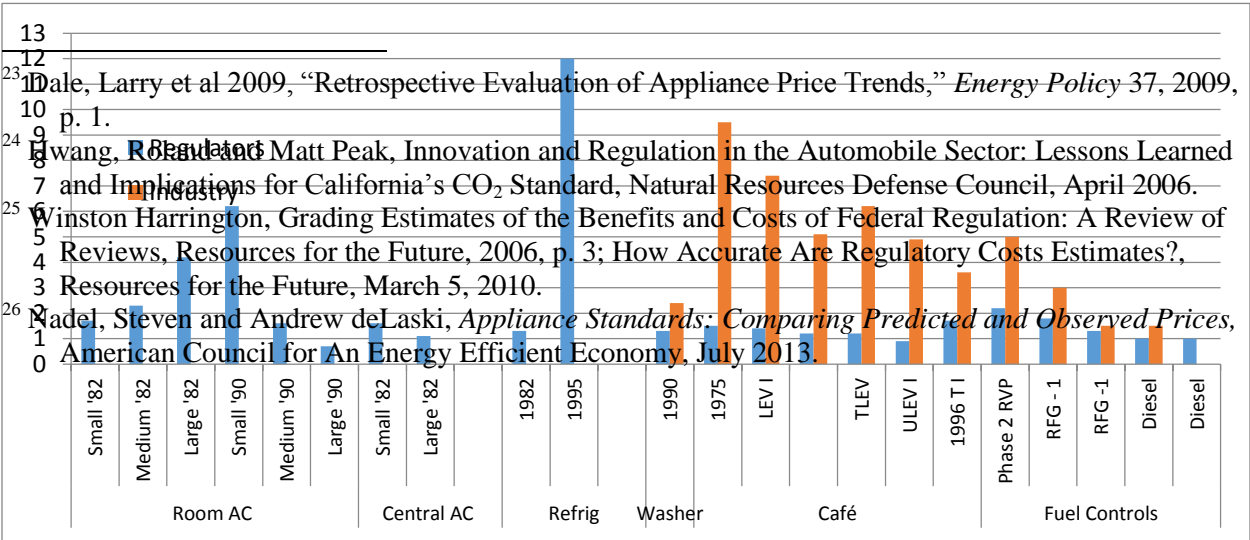 13
12
11
10
9
8
7
6
5
4
3
2
1
0
Regulators
Industry
23 Dale, Larry et al 2009, “Retrospective Evaluation of Appliance Price Trends,” Energy Policy 37, 2009,
p. 1.
24 Hwang, Roland and Matt Peak, Innovation and Regulation in the Automobile Sector: Lessons Learned
and Implications for California’s CO2 Standard, Natural Resources Defense Council, April 2006.
25 Winston Harrington, Grading Estimates of the Benefits and Costs of Federal Regulation: A Review of
Reviews, Resources for the Future, 2006, p. 3; How Accurate Are Regulatory Costs Estimates?,
Resources for the Future, March 5, 2010.
26 Nadel, Steven and Andrew deLaski, Appliance Standards: Comparing Predicted and Observed Prices,
American Council for An Energy Efficient Economy, July 2013.
Small '82
Medium '82
Large '82
Small '90
Medium '90
Large '90
Small '82
Large '82
1982
1995
1990
1975
LEV I
TLEV
ULEV I
1996 T I
Phase 2 RVP
RFG - 1
RFG -1
Diesel
Diesel
Room AC
Central AC
Refrig
Washer
Café
Fuel Controls